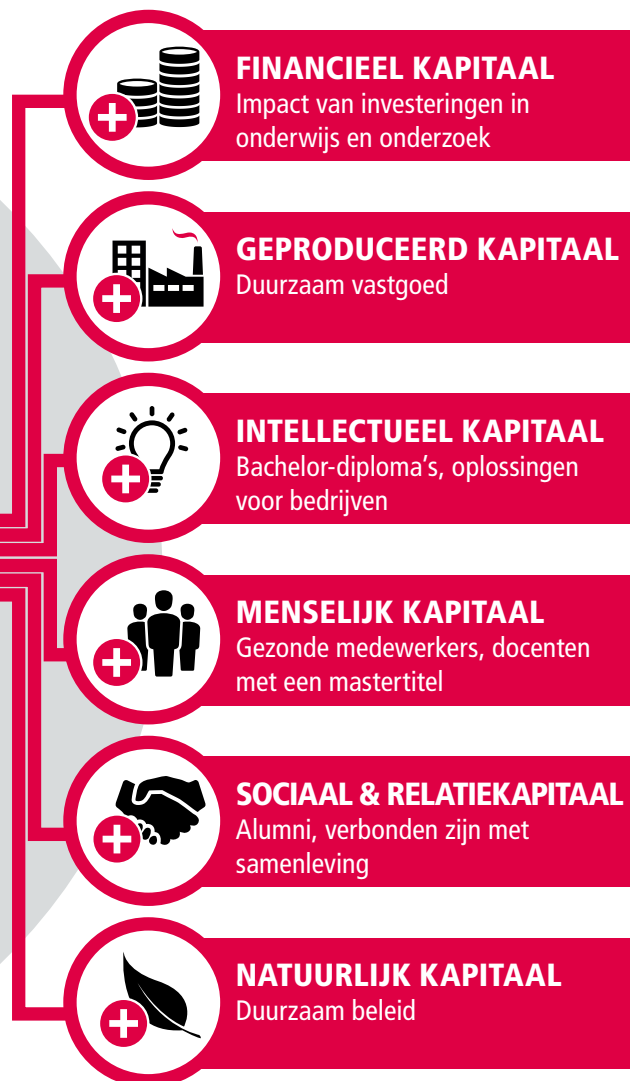 FINANCIEEL KAPITAAL
Impact van investeringen in
onderwijs en onderzoek
GEPRODUCEERD KAPITAAL
Duurzaam vastgoed
INTELLECTUEEL KAPITAAL
Bachelor-diploma's, oplossingen
voor bedrijven
MENSELIJK KAPITAAL
Gezonde medewerkers, docenten
met een mastertitel
SOCIAAL & RELATIEKAPITAAL
Alumni, verbonden zijn met
samenleving
NATUURLIJK KAPITAAL
Duurzaam beleid